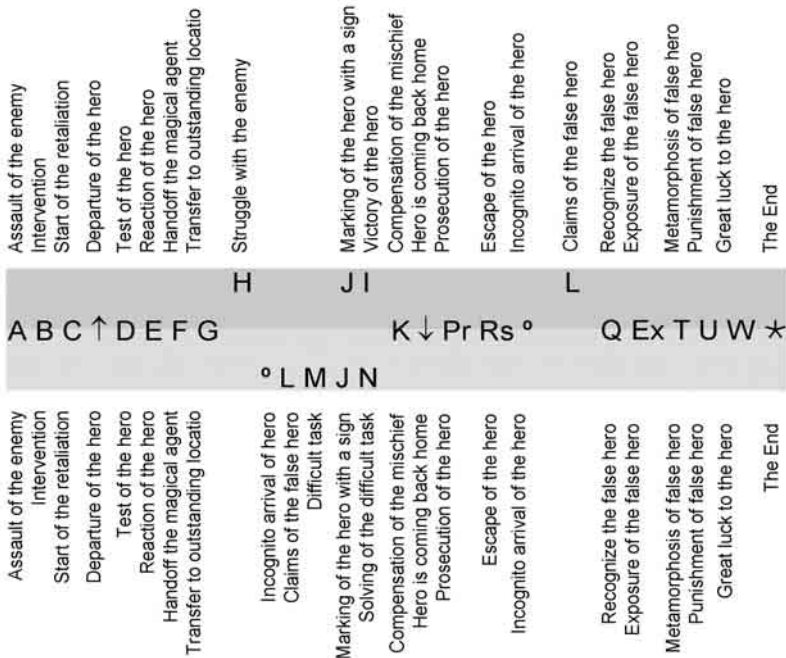 Assault of the enemy
Intervention
Start of the retaliation
Departure of the hero
Test of the hero
Reaction of the hero
Handoff the magical agent
Transfer to outstanding locatio
Struggle with the enemy
Marking of the hero with a sign
Victory of the hero
Compensation of the mischief
Hero is coming back home
Prosecution of the hero
Escape of the hero
Incognito arrival of the hero
Claims of the false hero
Recognize the false hero
Exposure of the false hero
Metamorphosis of false hero
Punishment of false hero
Great luck to the hero
The End
H J I L
A B C ↑ D E F G K ↓ Pr Rs º Q Ex T U W *
º L M J N
Assault of the enemy
Intervention
Start of the retaliation
Departure of the hero
Test of the hero
Reaction of the hero
Handoff the magical agent
Transfer to outstanding locatio
Incognito arrival of hero
Claims of the false hero
Difficult task
Marking of the hero with a sign
Solving of the difficult task
Compensation of the mischief
Hero is coming back home
Prosecution of the hero
Escape of the hero
Incognito arrival of the hero
Recognize the false hero
Exposure of the false hero
Metamorphosis of false hero
Punishment of false hero
Great luck to the hero
The End